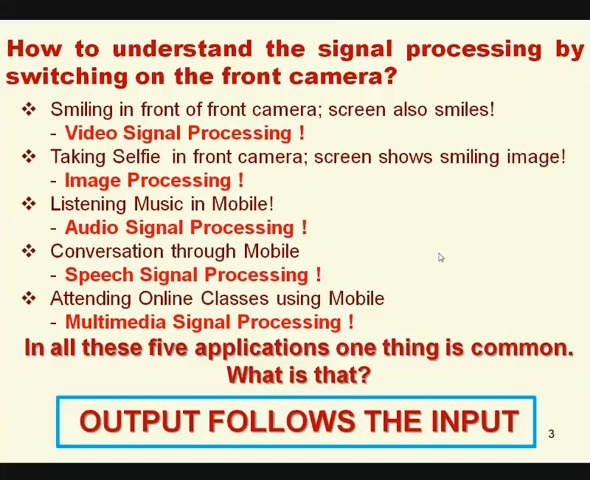 How to understand the signal processing by
switching on the front camera?
❖ Smiling in front of front camera; screen also smiles!
- Video Signal Processing !
❖ Taking Selfie in front camera; screen shows smiling image!
- Image Processing !
❖ Listening Music in Mobile!
- Audio Signal Processing !
❖ Conversation through Mobile
- Speech Signal Processing !
❖ Attending Online Classes using Mobile
- Multimedia Signal Processing !
In all these five applications one thing is common.
What is that?
OUTPUT FOLLOWS THE INPUT
3